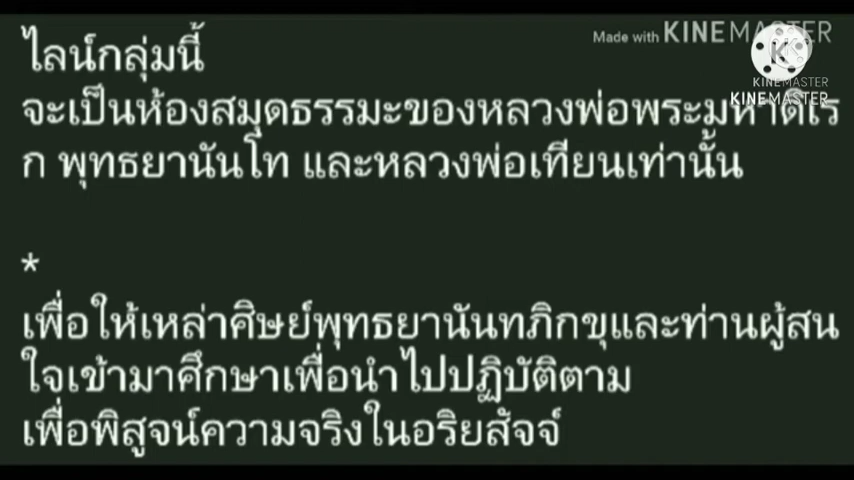 Made with KINEMASTER
KINEMASTER
KINEMASTER
ไลน์กลุ่มนี้
จะเป็นห้องสมุดธรรมะของหลวงพ่อพระมหาดิเร
ก พุทธยานันโท และหลวงพ่อเทียนเท่านั้น
*
เพื่อให้เหล่าศิษย์พุทธยานันทภิกขุและท่านผู้สน
ใจเข้ามาศึกษาเพื่อนำไปปฏิบัติตาม
เพื่อพิสูจน์ความจริงในอริยสัจจ์